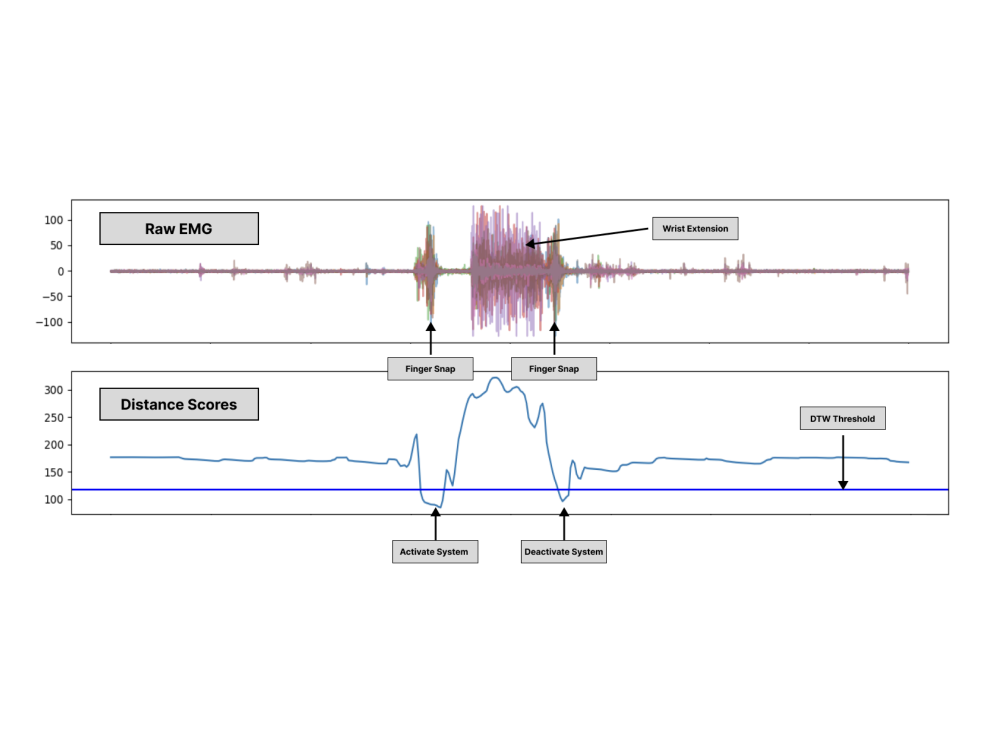 Raw EMG
100
50
0
−50
−100
Wrist Extension
Finger Snap
Finger Snap
Distance Scores
300
250
200
150
100
DTW Threshold
Activate System
Deactivate System